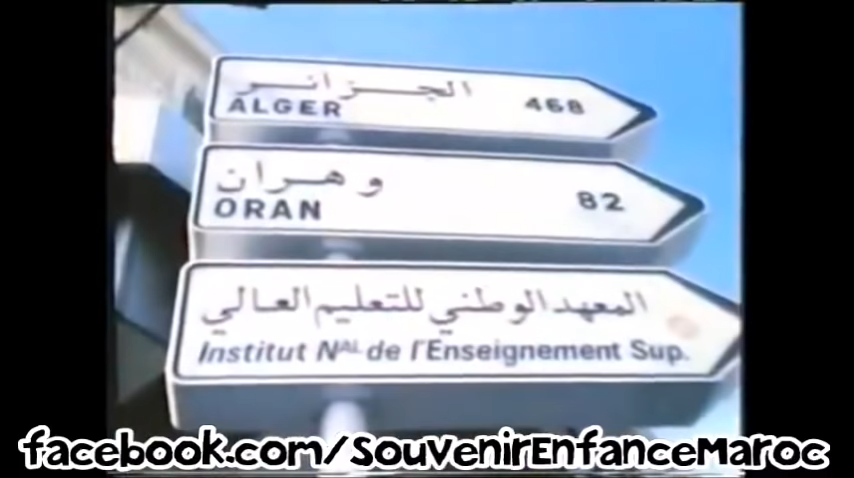 الجزائر
ALGER 468
وهران
ORAN 82
المعهد الوطني للتعليم العالي
Institut Nal de l'Enseignement Sup.
facebook.com/SouvenirEnfanceMaroc